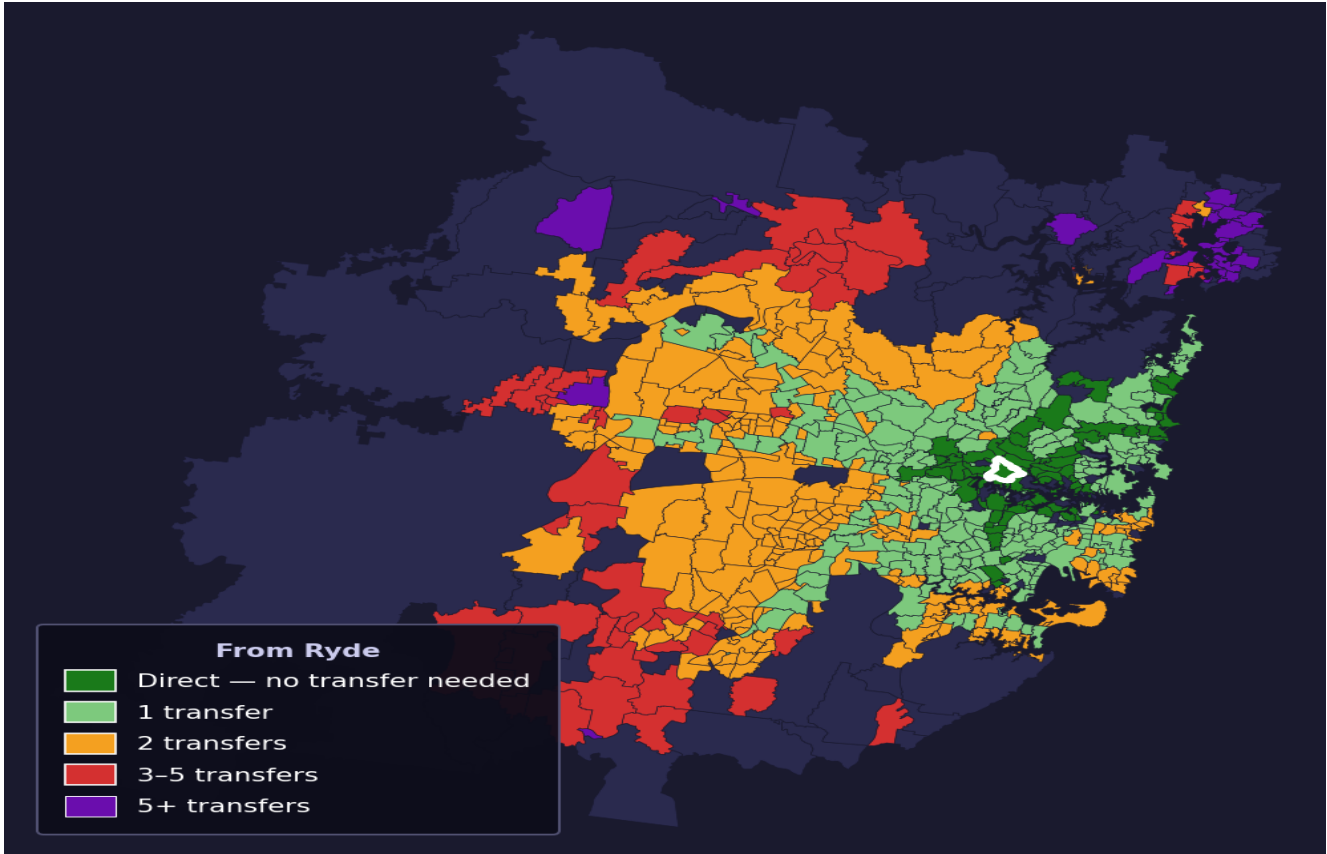 From Ryde
Direct — no transfer needed
1 transfer
2 transfers
3–5 transfers
5+ transfers